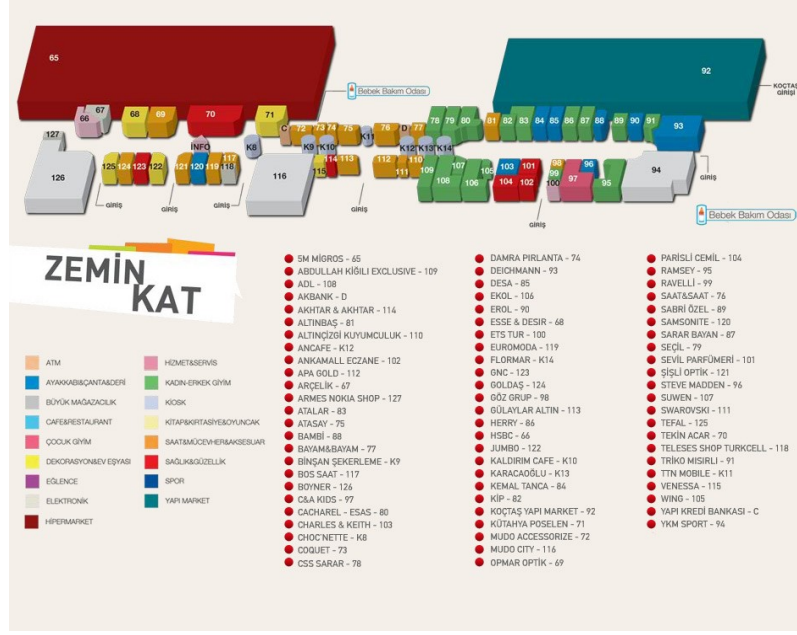 65
92
KOÇTAŞ
GİRİŞİ
Bebek Bakım Odası
67
66
68
69
70
71
C
72
73
74
75
K11
76
D
77
78
79
80
81
82
83
84
85
86
87
88
89
90
91
93
127
126
GİRİŞ
125
124
123
122
GİRİŞ
İNFO
121
120
119
117
118
K8
GİRİŞ
116
K9
K10
115
114
113
GİRİŞ
112
111
110
K12
K13
K14
109
108
107
106
105
103
104
101
102
GİRİŞ
98
99
100
97
96
95
94
GİRİŞ
Bebek Bakım Odası
ZEMİN
KAT
ATM
AYAKKABI&ÇANTA&DERİ
BÜYÜK MAĞAZACILIK
CAFE&RESTAURANT
ÇOCUK GİYİM
DEKORASYON&EV EŞYASI
EĞLENCE
ELEKTRONİK
HİPERMARKET
HİZMET&SERVİS
KADIN-ERKEK GİYİM
KIOSK
KİTAP&KIRTASİYE&OYUNCAK
SAAT&MÜCEVHER&AKSESUAR
SAĞLIK&GÜZELLİK
SPOR
YAPI MARKET
5M MİGROS - 65
ABDULLAH KİĞILI EXCLUSIVE - 109
ADL - 108
AKBANK - D
AKHTAR & AKHTAR - 114
ALTINBAŞ - 81
ALTINÇİZGİ KUYUMCULUK - 110
ANCAFE - K12
ANKAMALL ECZANE - 102
APA GOLD - 112
ARÇELİK - 67
ARMES NOKIA SHOP - 127
ATALAR - 83
ATASAY - 75
BAMBİ - 88
BAYAM&BAYAM - 77
BİNŞAN ŞEKERLEME - K9
BOS SAAT - 117
BOYNER - 126
C&A KIDS - 97
CACHAREL - ESAS - 80
CHARLES & KEITH - 103
CHOC'NETTE - K8
COQUET - 73
CSS SARAR - 78
DAMRA PIRLANTA - 74
DEICHMANN - 93
DESA - 85
EKOL - 106
EROL - 90
ESSE & DESIR - 68
ETS TUR - 100
EUROMODA - 119
FLORMAR - K14
GNC - 123
GOLDAŞ - 124
GÖZ GRUP - 98
GÜLAYLAR ALTIN - 113
HERRY - 86
HSBC - 66
JUMBO - 122
KALDIRIM CAFE - K10
KARACAOĞLU - K13
KEMAL TANCA - 84
KİP - 82
KOÇTAŞ YAPI MARKET - 92
KÜTAHYA POSELEN - 71
MUDO ACCESSORIZE - 72
MUDO CITY - 116
OPMAR OPTİK - 69
PARİSLİ CEMİL - 104
RAMSEY - 95
RAVELLİ - 99
SAAT&SAAT - 76
SABRİ ÖZEL - 89
SAMSONITE - 120
SARAR BAYAN - 87
SEÇİL - 79
SEVİL PARFÜMERİ - 101
ŞİŞLİ OPTİK - 121
STEVE MADDEN - 96
SUWEN - 107
SWAROVSKI - 111
TEFAL - 125
TEKİN ACAR - 70
TELESES SHOP TURKCELL - 118
TRİKO MISIRLI - 91
TTN MOBILE - K11
VENESSA - 115
WING - 105
YAPI KREDİ BANKASI - C
YKM SPORT - 94